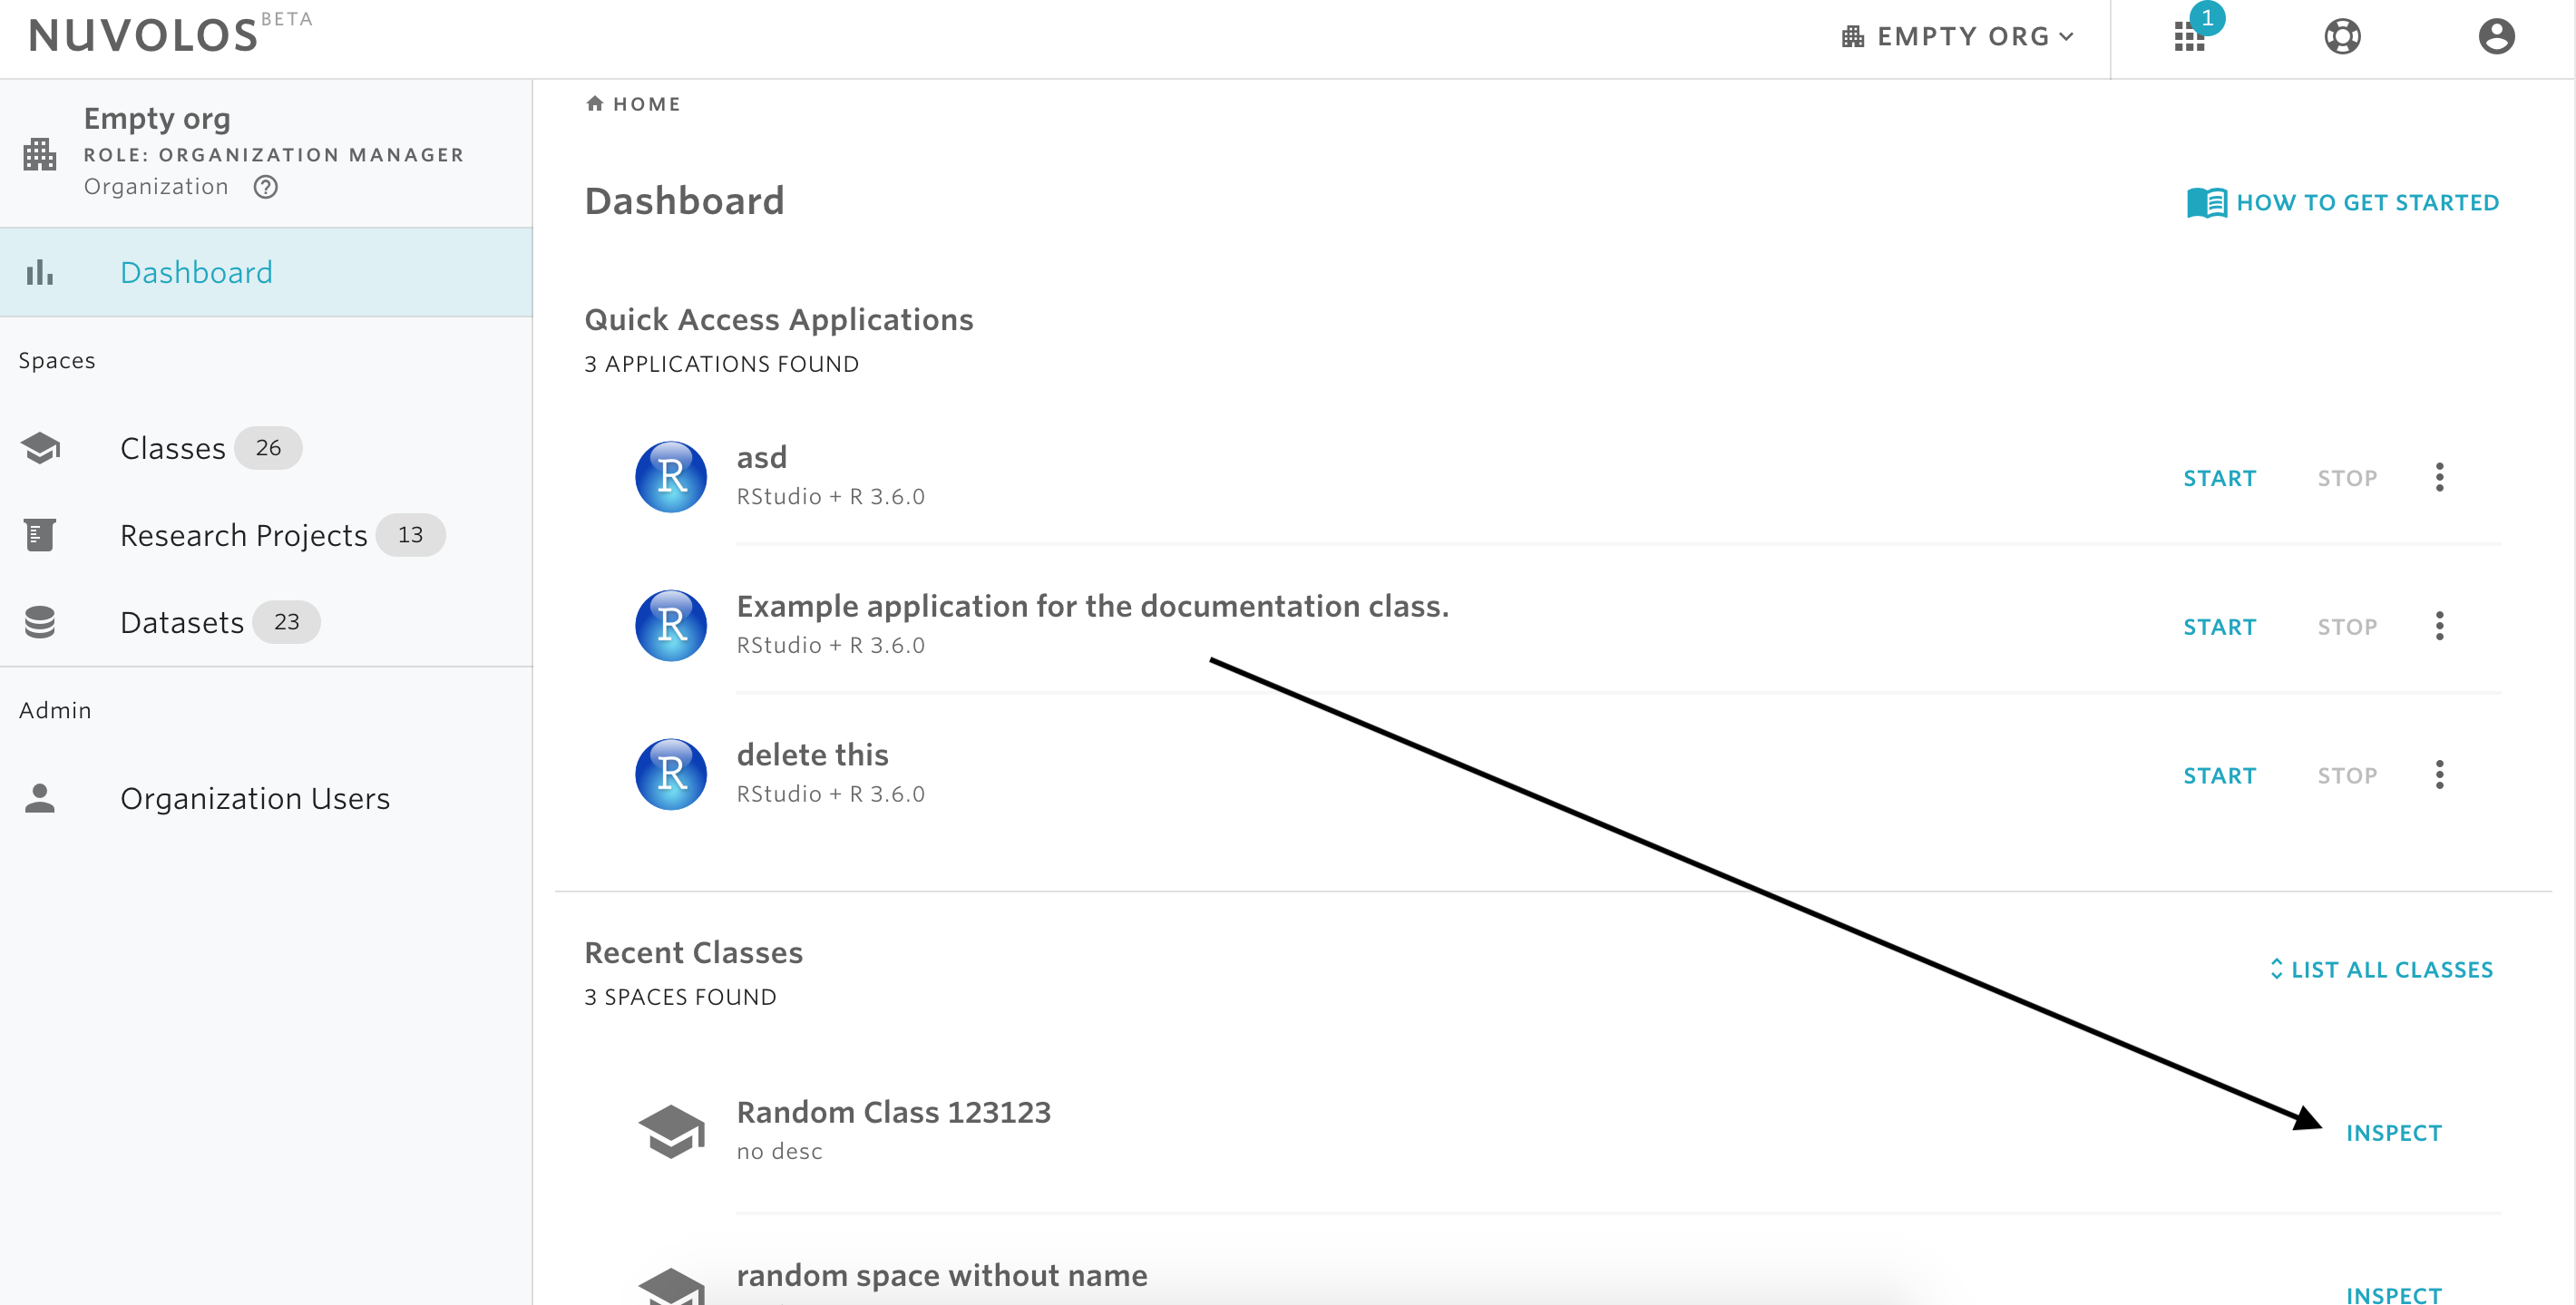 NUVOLOS BETA
EMPTY ORG
1
Empty org
ROLE: ORGANIZATION MANAGER
Organization ?
Dashboard
Spaces
Classes 26
Research Projects 13
Datasets 23
Admin
Organization Users
HOME
Dashboard
HOW TO GET STARTED
Quick Access Applications
3 APPLICATIONS FOUND
R
asd
RStudio + R 3.6.0
START STOP
R
Example application for the documentation class.
RStudio + R 3.6.0
START STOP
R
delete this
RStudio + R 3.6.0
START STOP
Recent Classes
3 SPACES FOUND
LIST ALL CLASSES
Random Class 123123
no desc
INSPECT
random space without name
INSPECT